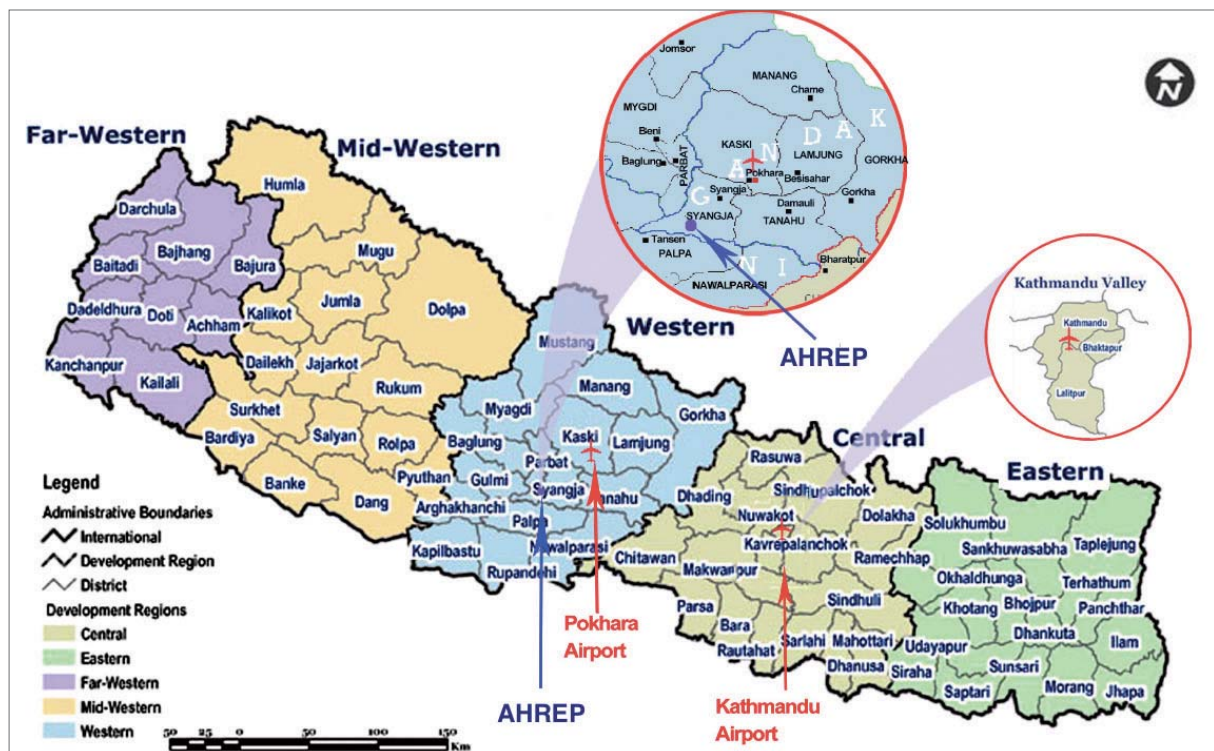 N
Far-Western
Mid-Western
Western
Central
Eastern
Jomsor
MANANG
Chame
MYGDI
Beni
Baglung
PARBAT
KASKI
Pokhara
LAMJUNG
Besisahar
GORKHA
Gorkha
Syangja
SYANGJA
Damauli
TANAHU
Tansen
PALPA
Bharatpur
NAWALPARASI
G A N D A K
N I
AHREP
Kathmandu Valley
Kathmandu
Bhaktapur
Lalitpur
Humla
Darchula
Bajhang
Bajura
Baitadi
Dadeldhura
Doti
Achham
Kanchanpur
Kailali
Mugu
Jumla
Kalikot
Dolpa
Dailekh
Jajarkot
Rukum
Surkhet
Salyan
Rolpa
Bardiya
Banke
Dang
Pyuthan
Mustang
Manang
Myagdi
Gorkha
Baglung
Kaski
Lamjung
Parbat
Gulmi
Syangja
Arghakhanchi
Palpa
Kapilbastu
Rupandehi
Nawalparasi
Rasuwa
Dhading
Sindhupalchok
Nuwakot
Dolakha
Kavrepalanchok
Chitawan
Makwanpur
Ramechhap
Sindhuli
Parsa
Bara
Rautahat
Sarlahi
Mahottari
Dhanusa
Solukhumbu
Sankhuwasabha
Taplejung
Okhaldhunga
Terhathum
Khotang
Bhojpur
Panchthar
Dhankuta
Ilam
Udayapur
Siraha
Sunsari
Saptari
Morang
Jhapa
Pokhara
Airport
AHREP
Kathmandu
Airport
Legend
Administrative Boundaries
International
Development Region
District
Development Regions
Central
Eastern
Far-Western
Mid-Western
Western
50 0 50 100 150
Km